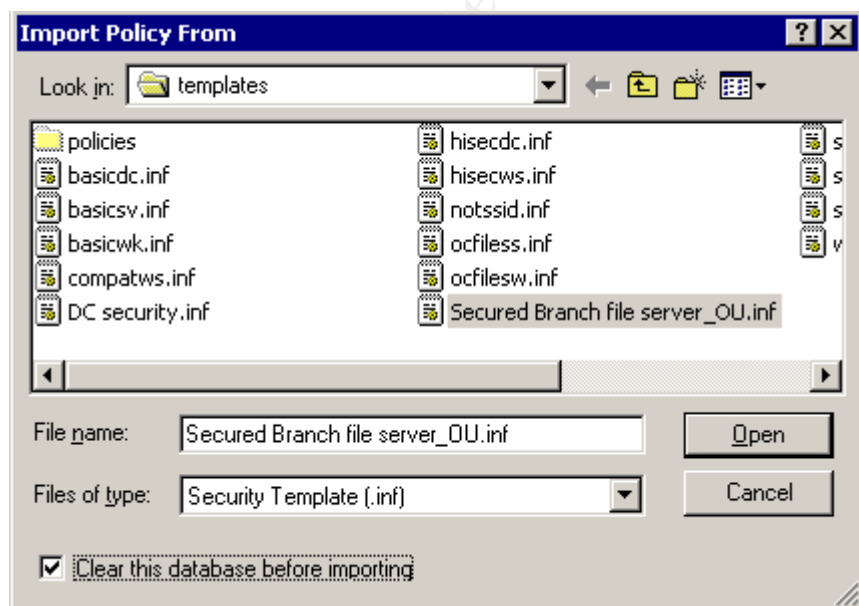 Import Policy From
Look in: templates
policies
basicdc.inf
basicsv.inf
basicwk.inf
compatws.inf
DC security.inf
hisecdc.inf
hisecws.inf
notssid.inf
ocfiless.inf
ocfilesw.inf
Secured Branch file server_OU.inf
s
s
s
w
File name: Secured Branch file server_OU.inf
Open
Files of type: Security Template (.inf)
Cancel
Clear this database before importing